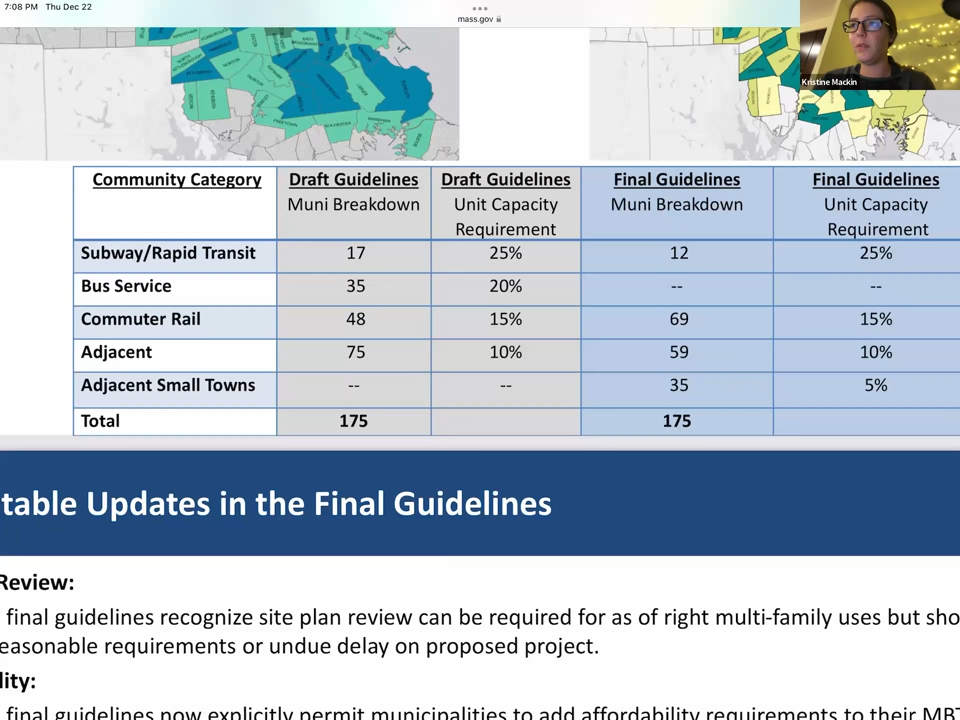 7:08 PM Thu Dec 22
mass.gov
Kristine Mackin
Community Category Draft Guidelines Draft Guidelines Final Guidelines Final Guidelines
Muni Breakdown Unit Capacity Muni Breakdown Unit Capacity
Requirement Requirement
Subway/Rapid Transit 17 25% 12 25%
Bus Service 35 20% -- --
Commuter Rail 48 15% 69 15%
Adjacent 75 10% 59 10%
Adjacent Small Towns -- -- 35 5%
Total 175 175
table Updates in the Final Guidelines
Review:
final guidelines recognize site plan review can be required for as of right multi-family uses but sho
easonable requirements or undue delay on proposed project.
lity:
final guidelines now explicitly permit municipalities to add affordability requirements to their MBT